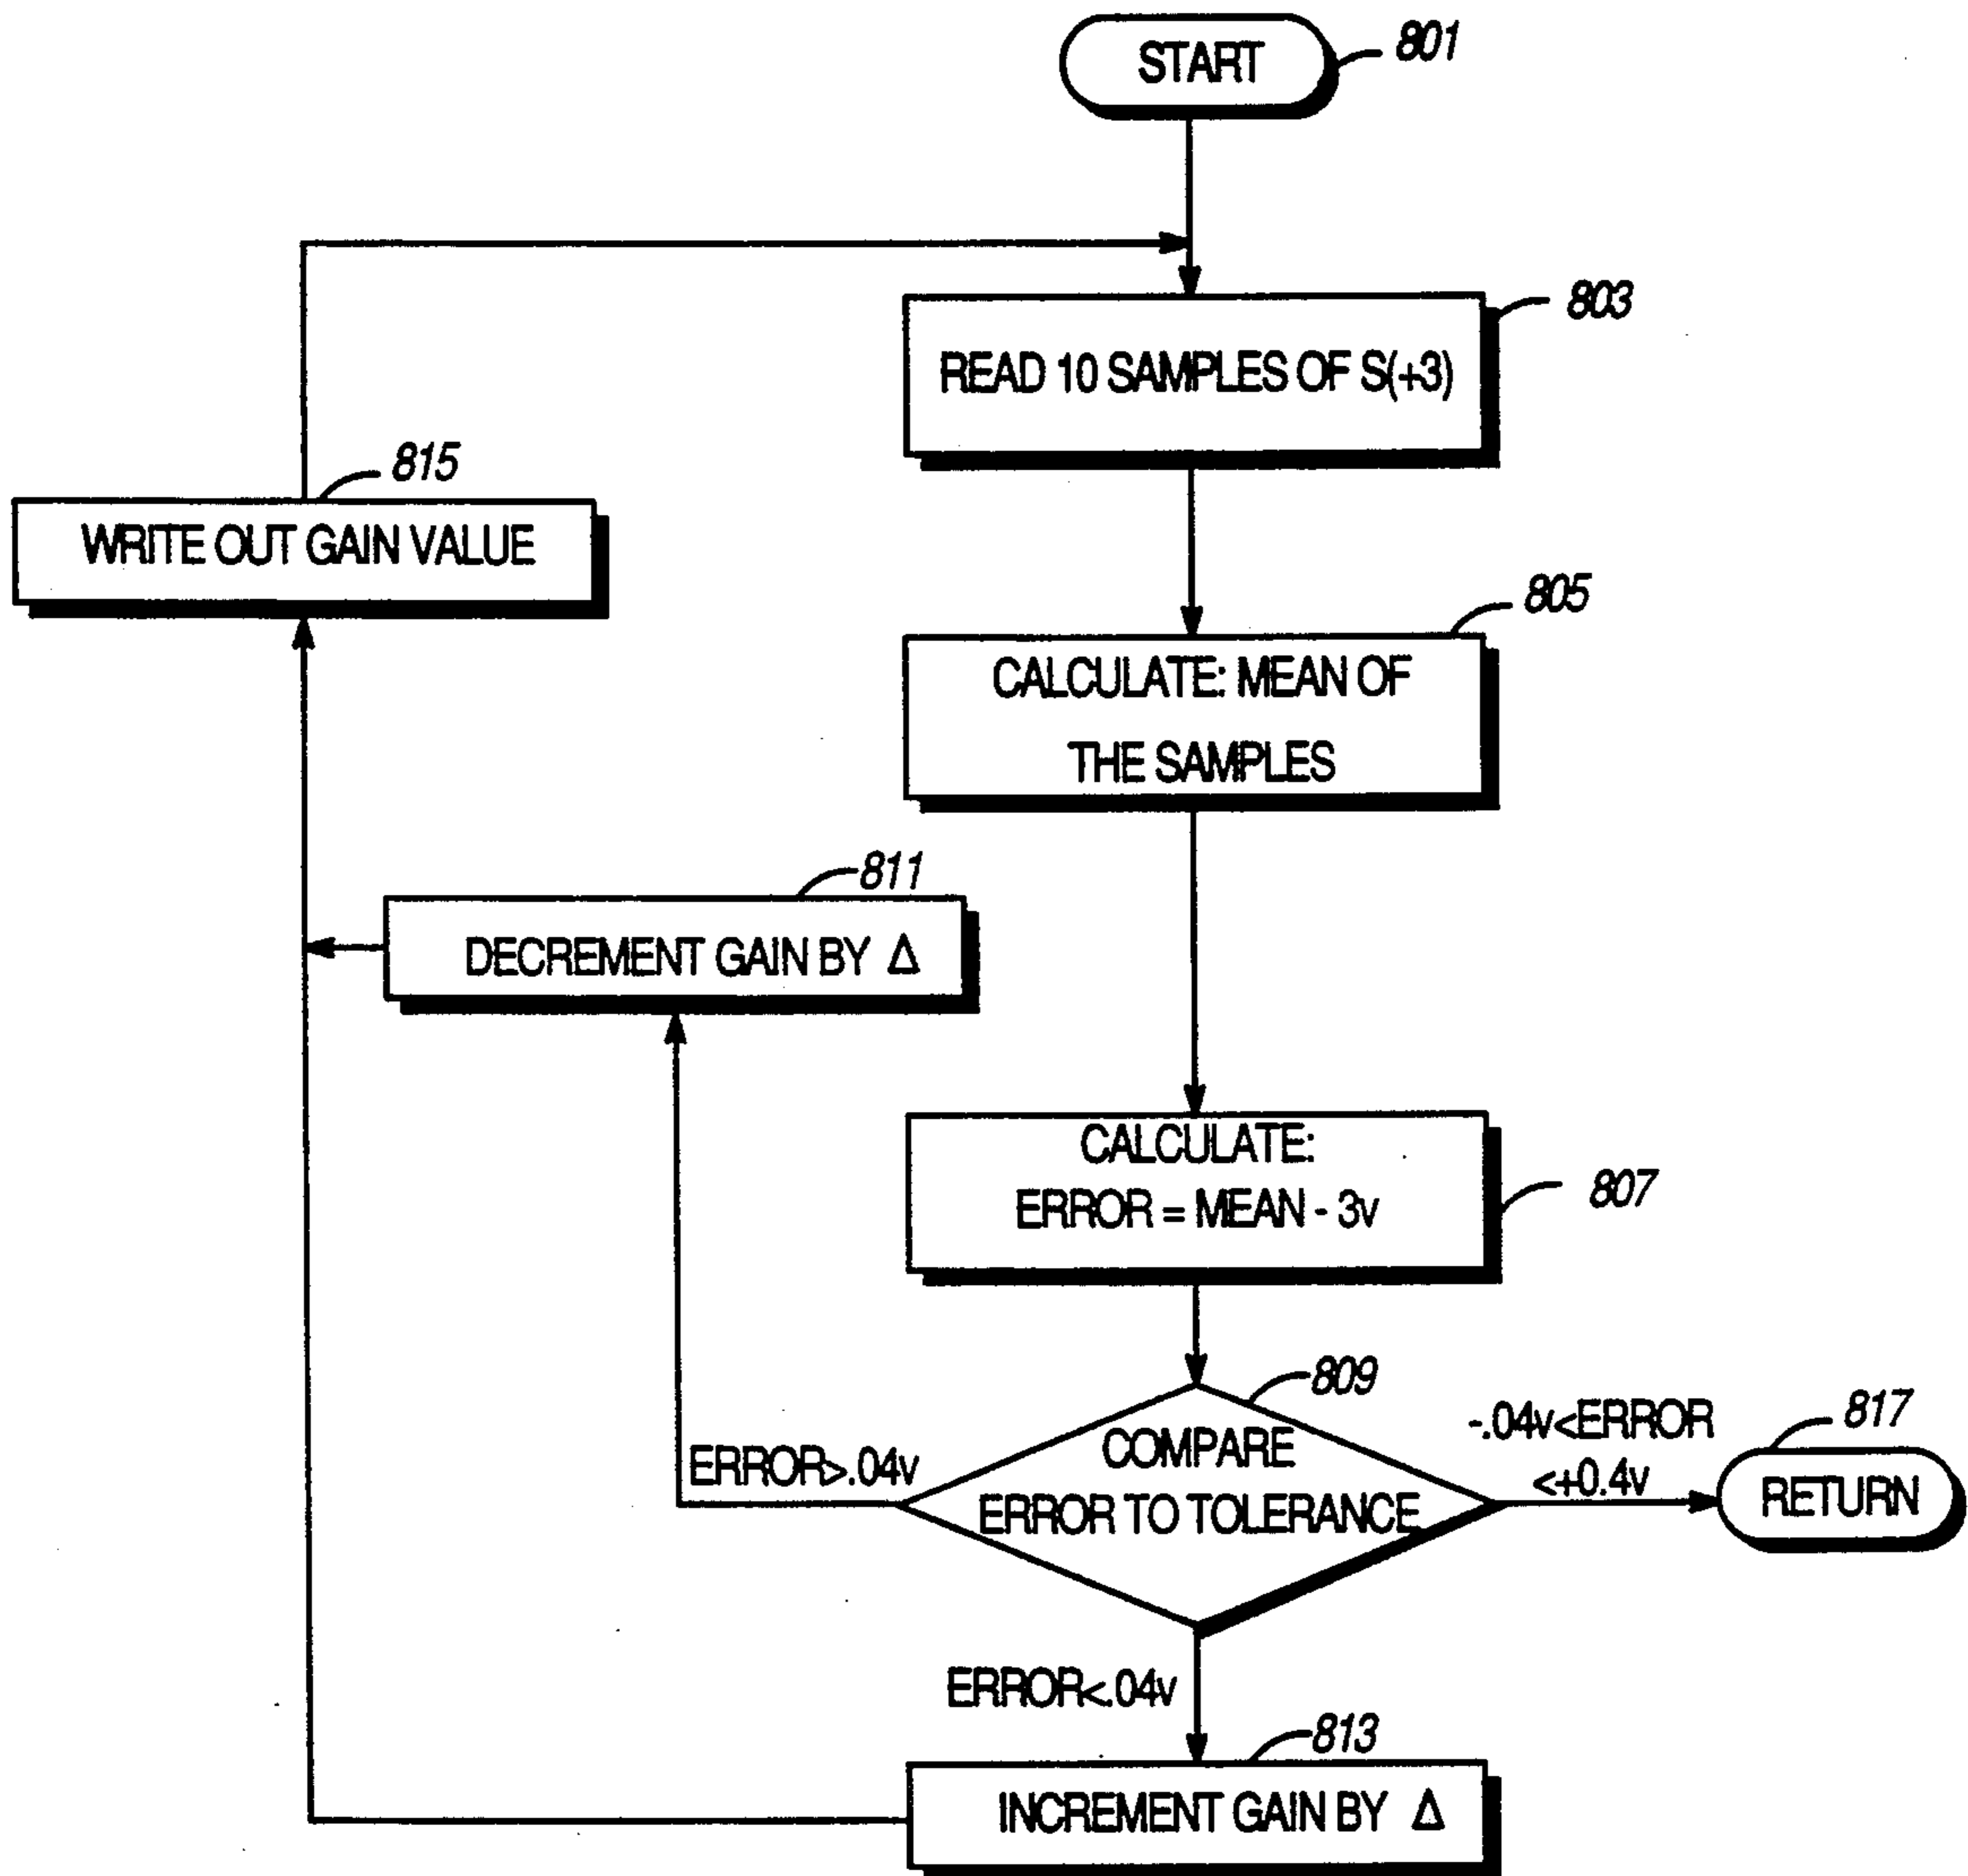 START
801
READ 10 SAMPLES OF S(+3)
803
815
WRITE OUT GAIN VALUE
CALCULATE: MEAN OF
THE SAMPLES
805
811
DECREMENT GAIN BY Δ
CALCULATE:
ERROR = MEAN - 3v
807
809
COMPARE
ERROR TO TOLERANCE
ERROR>.04v
-.04v<ERROR
<+0.4v
817
RETURN
ERROR<.04v
813
INCREMENT GAIN BY Δ